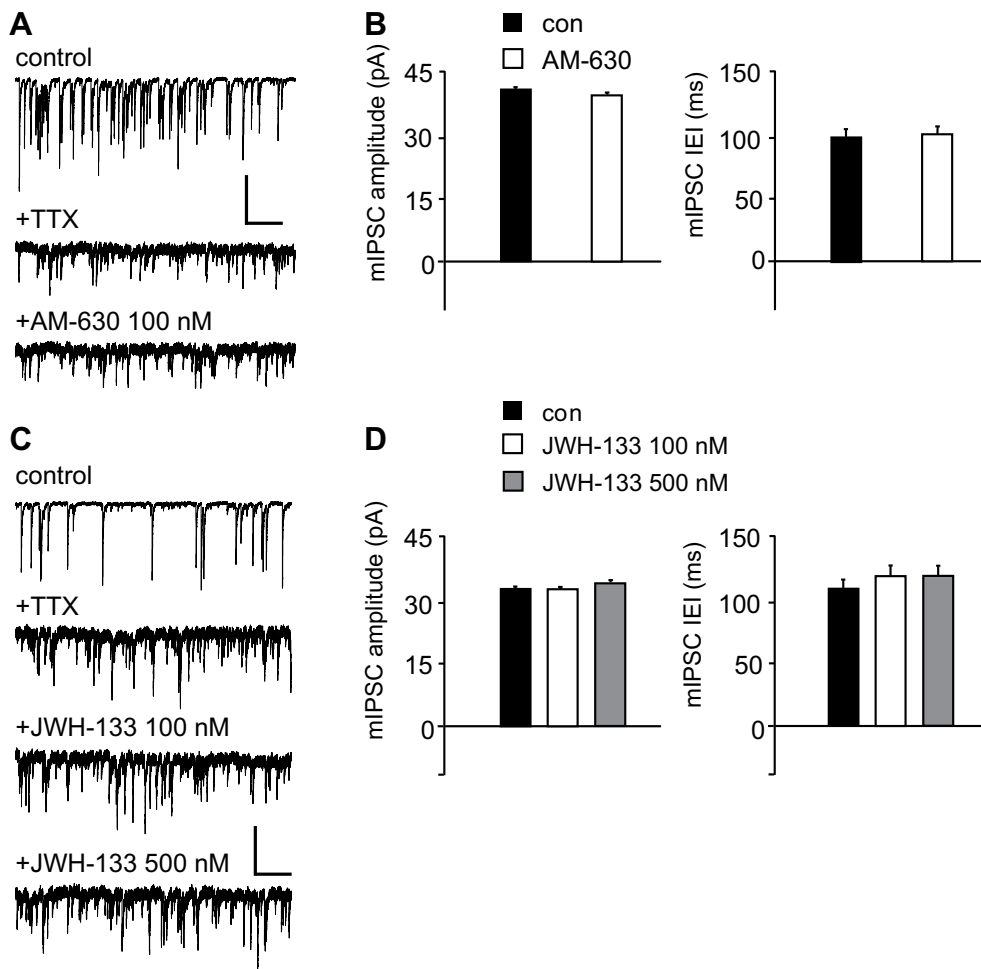 A
control
+TTX
+AM-630 100 nM
B
con
AM-630
mIPSC amplitude (pA)
45
30
15
0
mIPSC IEI (ms)
150
100
50
0
C
control
+TTX
+JWH-133 100 nM
+JWH-133 500 nM
D
con
JWH-133 100 nM
JWH-133 500 nM
mIPSC amplitude (pA)
45
30
15
0
mIPSC IEI (ms)
150
100
50
0